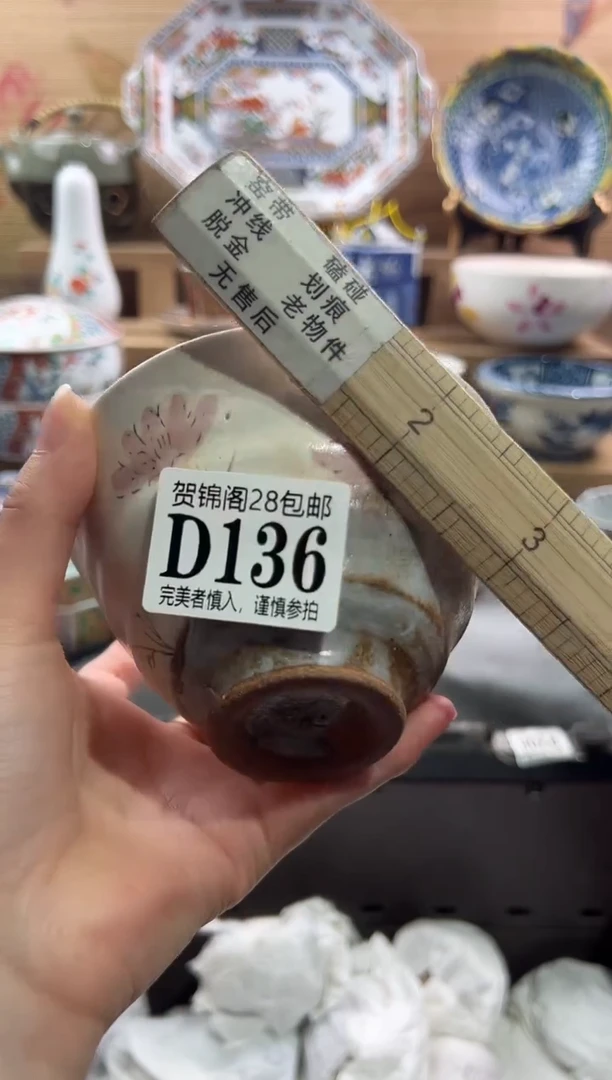 窑带 磕碰
冲线 划痕
脱金 老物件
无售后
2
3
贺锦阁28包邮
D136
完美者慎入，谨慎参拍